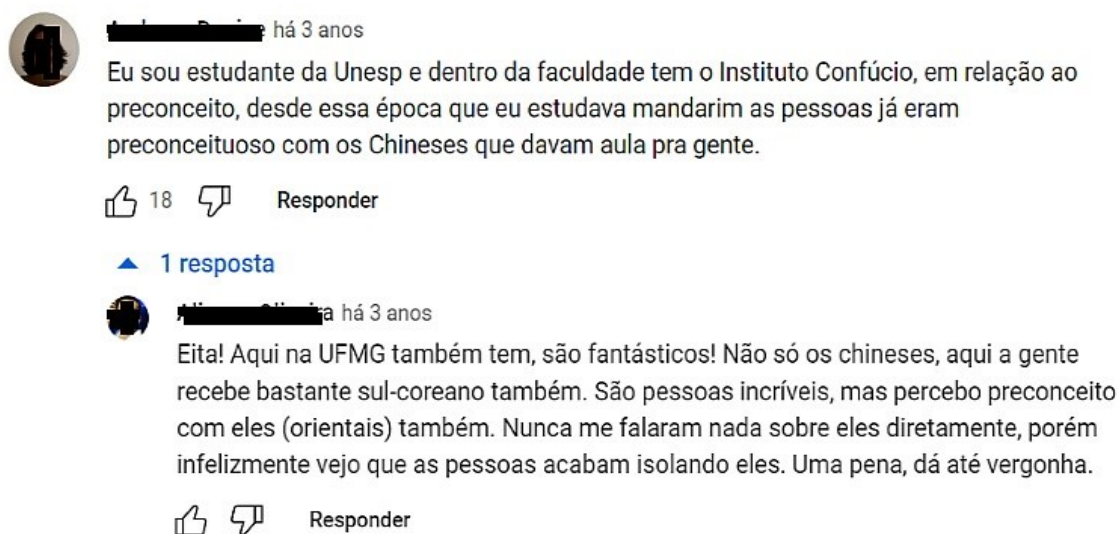 há 3 anos
Eu sou estudante da Unesp e dentro da faculdade tem o Instituto Confúcio, em relação ao
preconceito, desde essa época que eu estudava mandarim as pessoas já eram
preconceituoso com os Chineses que davam aula pra gente.
18 Responder
1 resposta
há 3 anos
Eita! Aqui na UFMG também tem, são fantásticos! Não só os chineses, aqui a gente
recebe bastante sul-coreano também. São pessoas incríveis, mas percebo preconceito
com eles (orientais) também. Nunca me falaram nada sobre eles diretamente, porém
infelizmente vejo que as pessoas acabam isolando eles. Uma pena, dá até vergonha.
Responder